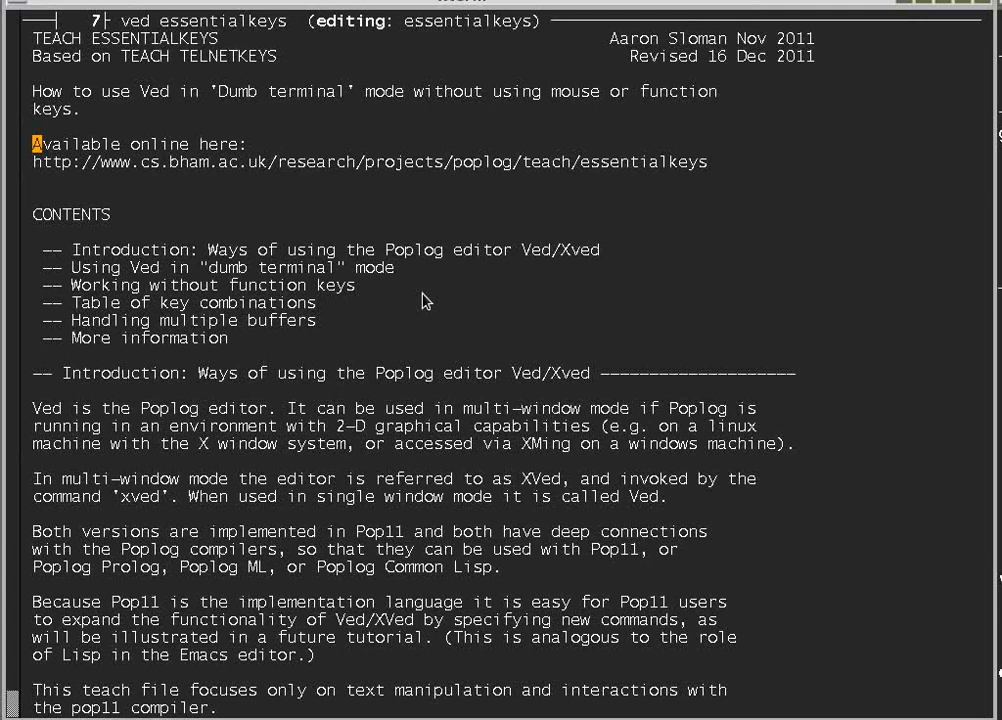 7 ved essentialkeys (editing: essentialkeys)
TEACH ESSENTIALKEYS Aaron Sloman Nov 2011
Based on TEACH TELNETKEYS Revised 16 Dec 2011
How to use Ved in 'Dumb terminal' mode without using mouse or function
keys.
Available online here:
http://www.cs.bham.ac.uk/research/projects/poplog/teach/essentialkeys
CONTENTS
-- Introduction: Ways of using the Poplog editor Ved/Xved
-- Using Ved in "dumb terminal" mode
-- Working without function keys
-- Table of key combinations
-- Handling multiple buffers
-- More information
-- Introduction: Ways of using the Poplog editor Ved/Xved --------------------
Ved is the Poplog editor. It can be used in multi-window mode if Poplog is
running in an environment with 2-D graphical capabilities (e.g. on a linux
machine with the X window system, or accessed via XMing on a windows machine).
In multi-window mode the editor is referred to as XVed, and invoked by the
command 'xved'. When used in single window mode it is called Ved.
Both versions are implemented in Pop11 and both have deep connections
with the Poplog compilers, so that they can be used with Pop11, or
Poplog Prolog, Poplog ML, or Poplog Common Lisp.
Because Pop11 is the implementation language it is easy for Pop11 users
to expand the functionality of Ved/XVed by specifying new commands, as
will be illustrated in a future tutorial. (This is analogous to the role
of Lisp in the Emacs editor.)
This teach file focuses only on text manipulation and interactions with
the pop11 compiler.